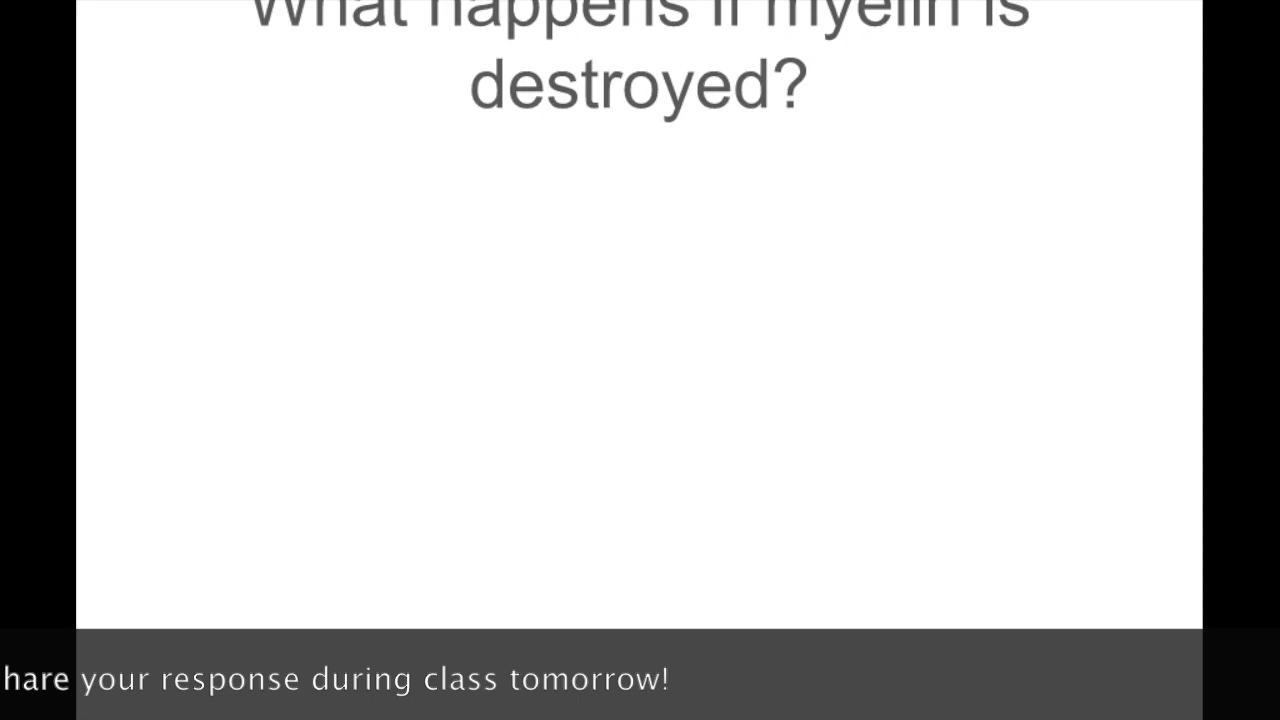 What happens if myelin is
destroyed?
hare your response during class tomorrow!